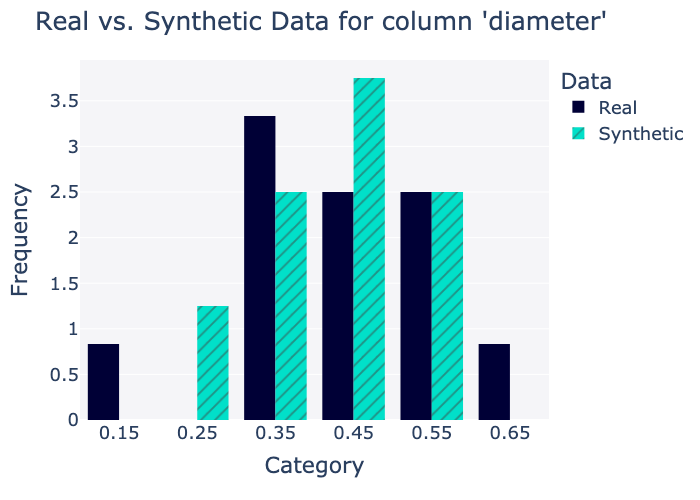 Real vs. Synthetic Data for column 'diameter'
Data
Real
Synthetic
Frequency
3.5
3
2.5
2
1.5
1
0.5
0
0.15 0.25 0.35 0.45 0.55 0.65
Category